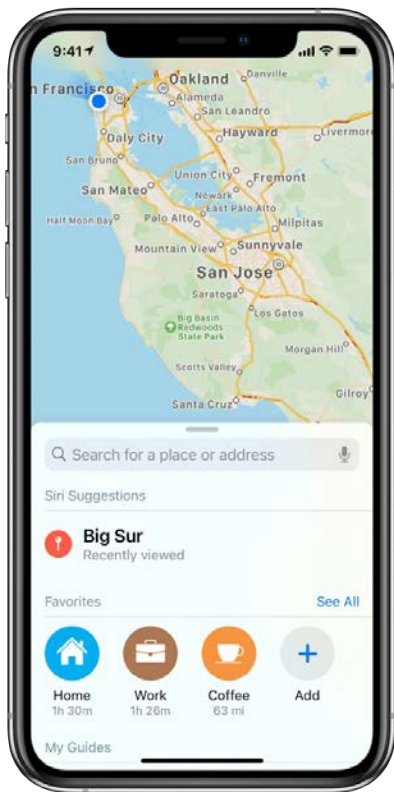 9:41
Oakland
Danville
n Francisco
Alameda
San Leandro
Daly City
Hayward
Livermor
San Bruno
Union City
Fremont
San Mateo
Newark
East Palo Alto
Half Moon Bay
Palo Alto
Milpitas
Mountain View
Sunnyvale
San Jose
Saratoga
Los Gatos
Big Basin
Redwoods
State Park
Morgan Hill
Scotts Valley
Gilroy
Santa Cruz
Search for a place or address
Siri Suggestions
Big Sur
Recently viewed
Favorites See All
Home Work Coffee Add
1h 30m 1h 26m 63 mi
My Guides